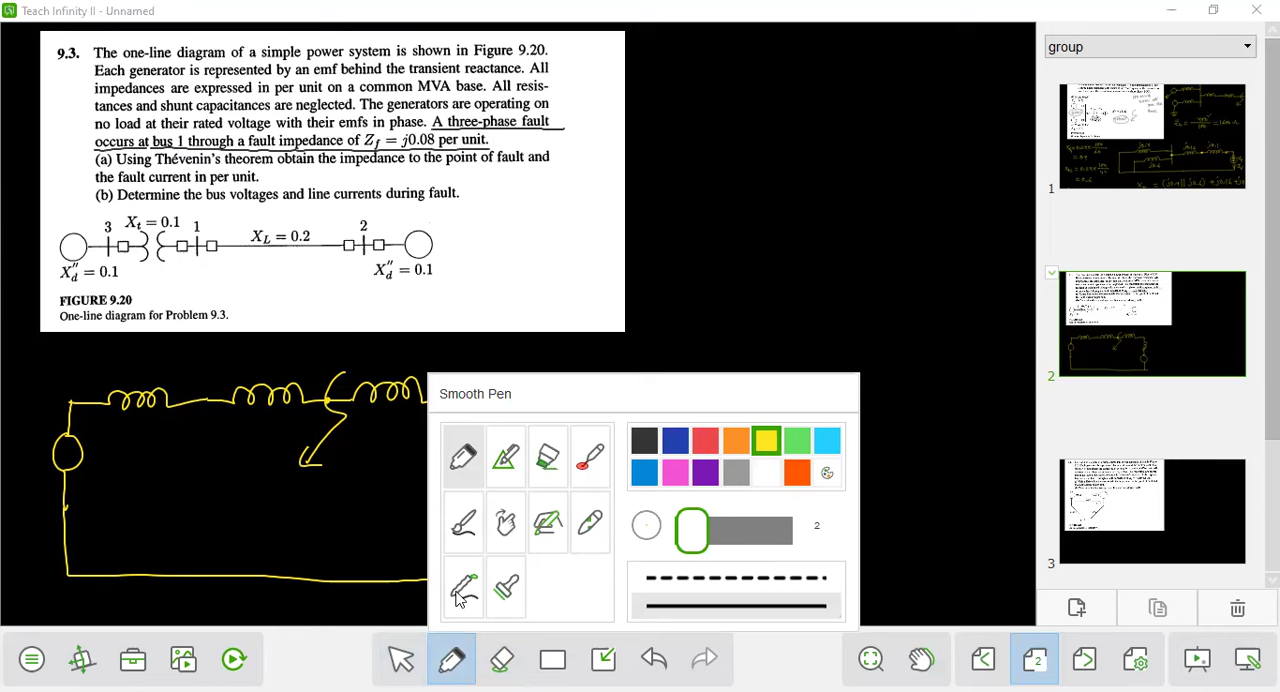 Teach Infinity II - Unnamed
9.3. The one-line diagram of a simple power system is shown in Figure 9.20.
Each generator is represented by an emf behind the transient reactance. All
impedances are expressed in per unit on a common MVA base. All resis-
tances and shunt capacitances are neglected. The generators are operating on
no load at their rated voltage with their emfs in phase. A three-phase fault
occurs at bus 1 through a fault impedance of Zf = j0.08 per unit.
(a) Using Thévenin's theorem obtain the impedance to the point of fault and
the fault current in per unit.
(b) Determine the bus voltages and line currents during fault.
3 Xt = 0.1 1 XL = 0.2 2
X″d = 0.1 X″d = 0.1
FIGURE 9.20
One-line diagram for Problem 9.3.
Smooth Pen
2
group
1
2
3
2